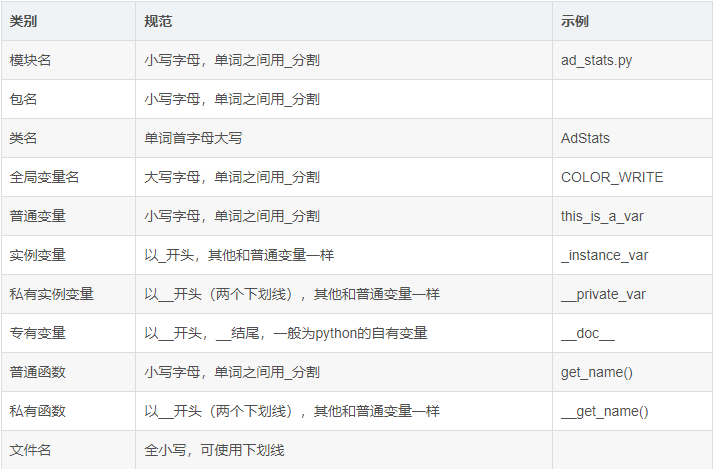 类别 规范 示例
模块名 小写字母，单词之间用_分割 ad_stats.py
包名 小写字母，单词之间用_分割
类名 单词首字母大写 AdStats
全局变量名 大写字母，单词之间用_分割 COLOR_WRITE
普通变量 小写字母，单词之间用_分割 this_is_a_var
实例变量 以_开头，其他和普通变量一样 _instance_var
私有实例变量 以__开头（两个下划线），其他和普通变量一样 __private_var
专有变量 以__开头，__结尾，一般为python的自有变量 __doc__
普通函数 小写字母，单词之间用_分割 get_name()
私有函数 以__开头（两个下划线），其他和普通变量一样 __get_name()
文件名 全小写，可使用下划线